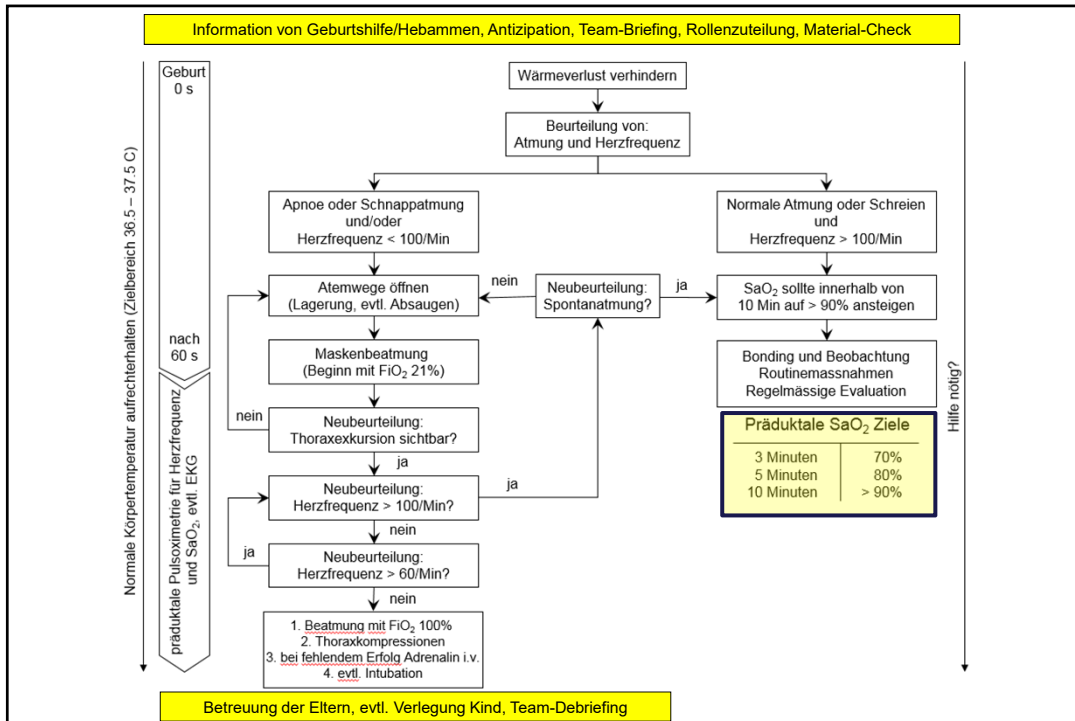 Information von Geburtshilfe/Hebammen, Antizipation, Team-Briefing, Rollenzuteilung, Material-Check
Normale Körpertemperatur aufrechterhalten (Zielbereich 36.5 – 37.5 C)
Geburt
0 s
nach
60 s
präduktale Pulsoximetrie für Herzfrequenz
und SaO₂, evtl. EKG
Wärmeverlust verhindern
Beurteilung von:
Atmung und Herzfrequenz
Apnoe oder Schnappatmung
und/oder
Herzfrequenz < 100/Min
Normale Atmung oder Schreien
und
Herzfrequenz > 100/Min
Atemwege öffnen
(Lagerung, evtl. Absaugen)
nein
Neubeurteilung:
Spontanatmung?
ja
SaO₂ sollte innerhalb von
10 Min auf > 90% ansteigen
Maskenbeatmung
(Beginn mit FiO₂ 21%)
Bonding und Beobachtung
Routinemassnahmen
Regelmässige Evaluation
nein
Neubeurteilung:
Thoraxexkursion sichtbar?
ja
Neubeurteilung:
Herzfrequenz > 100/Min?
ja
nein
ja
Neubeurteilung:
Herzfrequenz > 60/Min?
nein
1. Beatmung mit FiO₂ 100%
2. Thoraxkompressionen
3. bei fehlendem Erfolg Adrenalin i.v.
4. evtl. Intubation
Präduktale SaO₂ Ziele
3 Minuten 70%
5 Minuten 80%
10 Minuten > 90%
Hilfe nötig?
Betreuung der Eltern, evtl. Verlegung Kind, Team-Debriefing